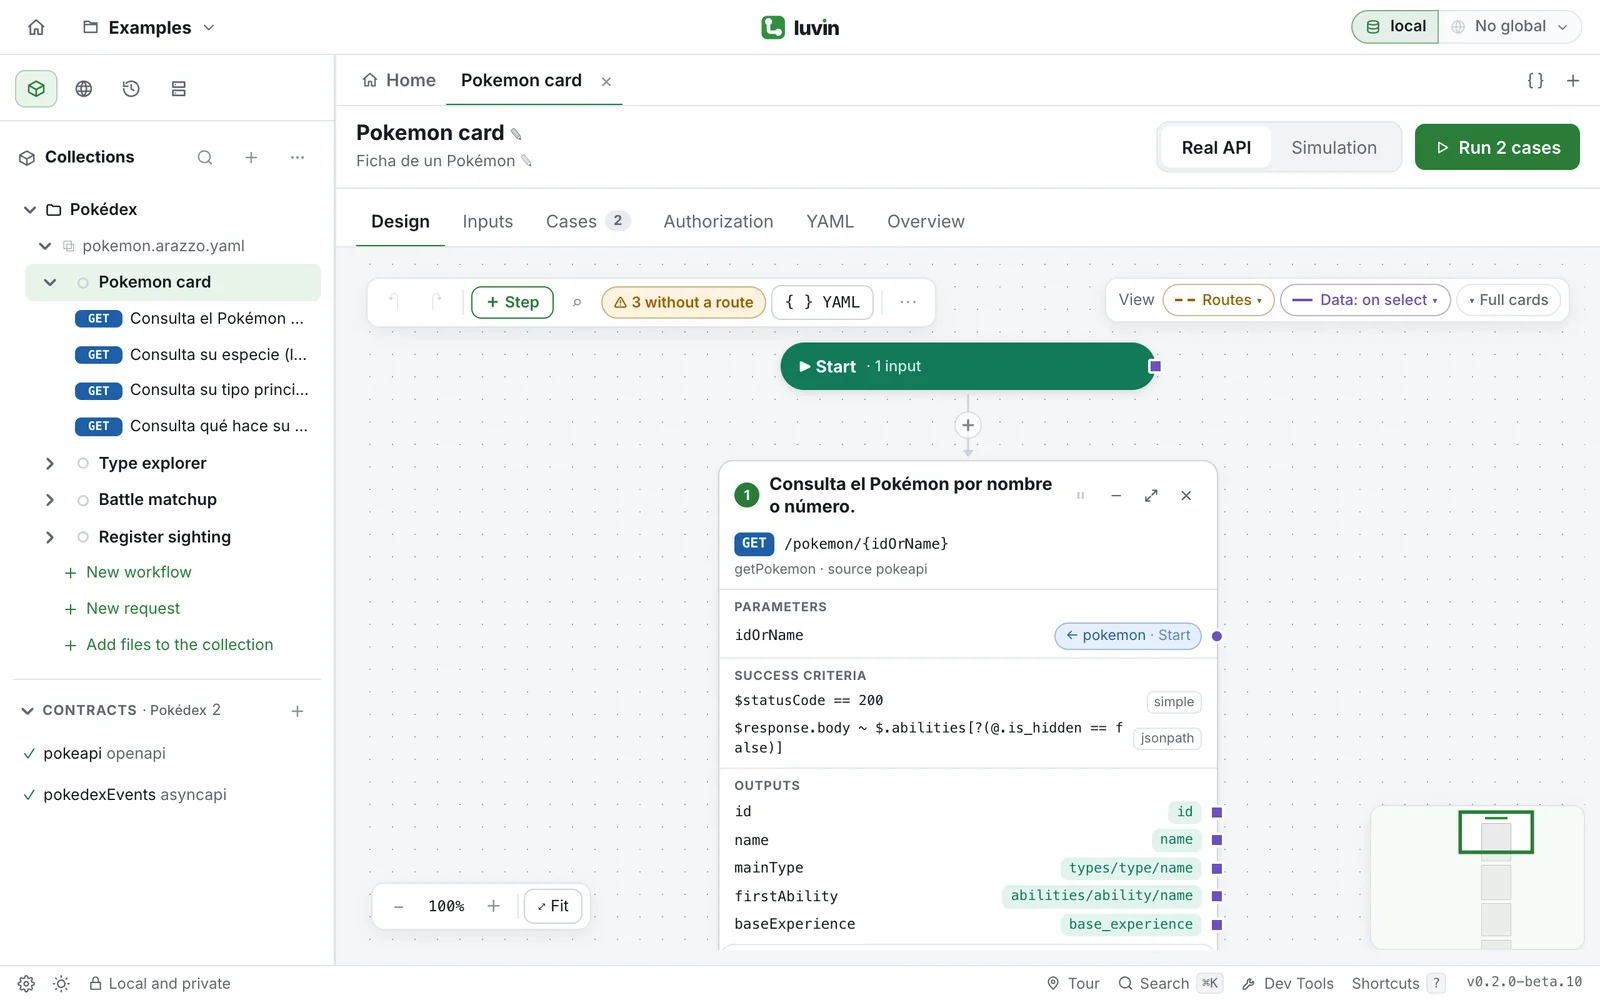 Examples
luvin
local
No global
Home
Pokemon card
Pokemon card
Ficha de un Pokémon
Real API
Simulation
Run 2 cases
Collections
Pokédex
pokemon.arazzo.yaml
Pokemon card
GET Consulta el Pokémon ...
GET Consulta su especie (l...
GET Consulta su tipo princi...
GET Consulta qué hace su ...
Type explorer
Battle matchup
Register sighting
+ New workflow
+ New request
+ Add files to the collection
CONTRACTS · Pokédex 2
pokeapi openapi
pokedexEvents asyncapi
Design
Inputs
Cases 2
Authorization
YAML
Overview
+ Step
3 without a route
{ } YAML
View
Routes
Data: on select
Full cards
Start · 1 input
1
Consulta el Pokémon por nombre
o número.
GET /pokemon/{idOrName}
getPokemon · source pokeapi
PARAMETERS
idOrName
← pokemon · Start
SUCCESS CRITERIA
$statusCode == 200
simple
$response.body ~ $.abilities[?(@.is_hidden == f
alse)]
jsonpath
OUTPUTS
id id
name name
mainType types/type/name
firstAbility abilities/ability/name
baseExperience base_experience
− 100% +
Fit
Local and private
Tour
Search ⌘K
Dev Tools
Shortcuts ?
v0.2.0-beta.10